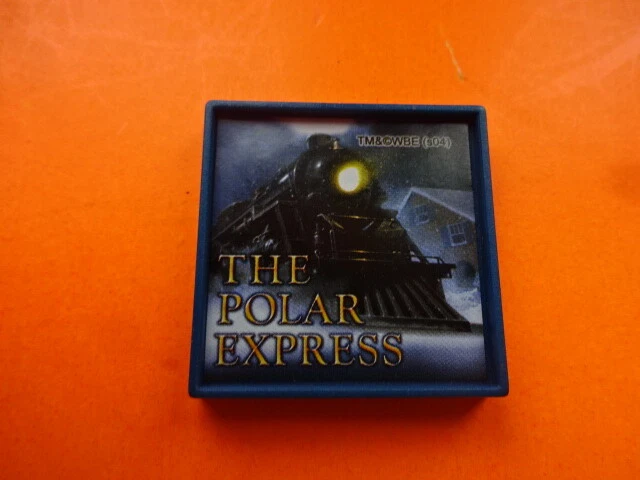 TM&©WBE (s04)
THE
POLAR
EXPRESS